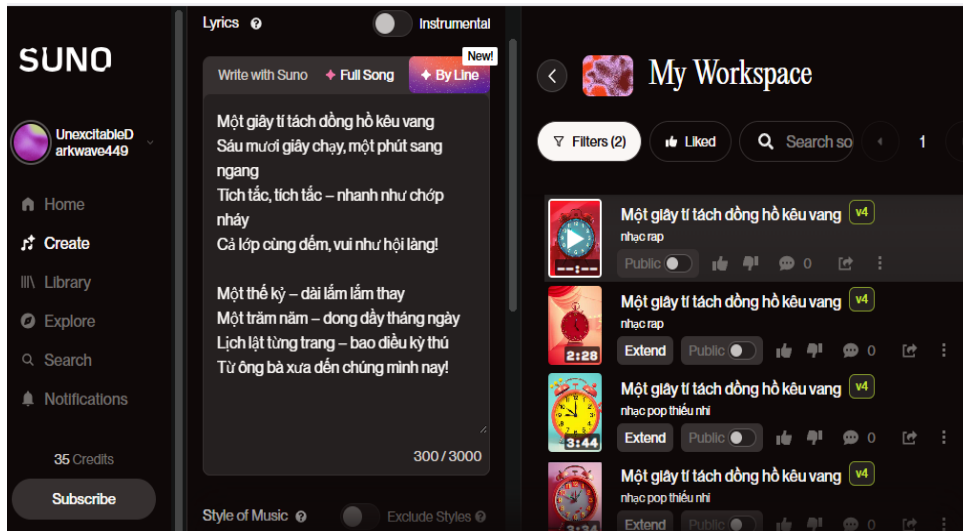 SUNO
UnexcitableD
arkwave449
Home
Create
Library
Explore
Search
Notifications
35 Credits
Subscribe
Lyrics
Instrumental
New!
Write with Suno
Full Song
By Line
Một giây tí tách đồng hồ kêu vang
Sáu mươi giây chạy, một phút sang
ngang
Tích tắc, tích tắc – nhanh như chớp
nháy
Cả lớp cùng đếm, vui như hội làng!
Một thế kỷ – dài lắm lắm thay
Một trăm năm – dong đầy tháng ngày
Lịch lật từng trang – bao điều kỳ thú
Từ ông bà xưa đến chúng mình nay!
300 / 3000
Style of Music
Exclude Styles
My Workspace
Filters (2)
Liked
Search so
1
Một giây tí tách đồng hồ kêu vang v4
nhạc rap
--:--
Public
0
Một giây tí tách đồng hồ kêu vang v4
nhạc rap
2:28
Extend
Public
0
Một giây tí tách đồng hồ kêu vang v4
nhạc pop thiếu nhi
3:44
Extend
Public
0
Một giây tí tách đồng hồ kêu vang v4
nhạc pop thiếu nhi
Extend
Public
0